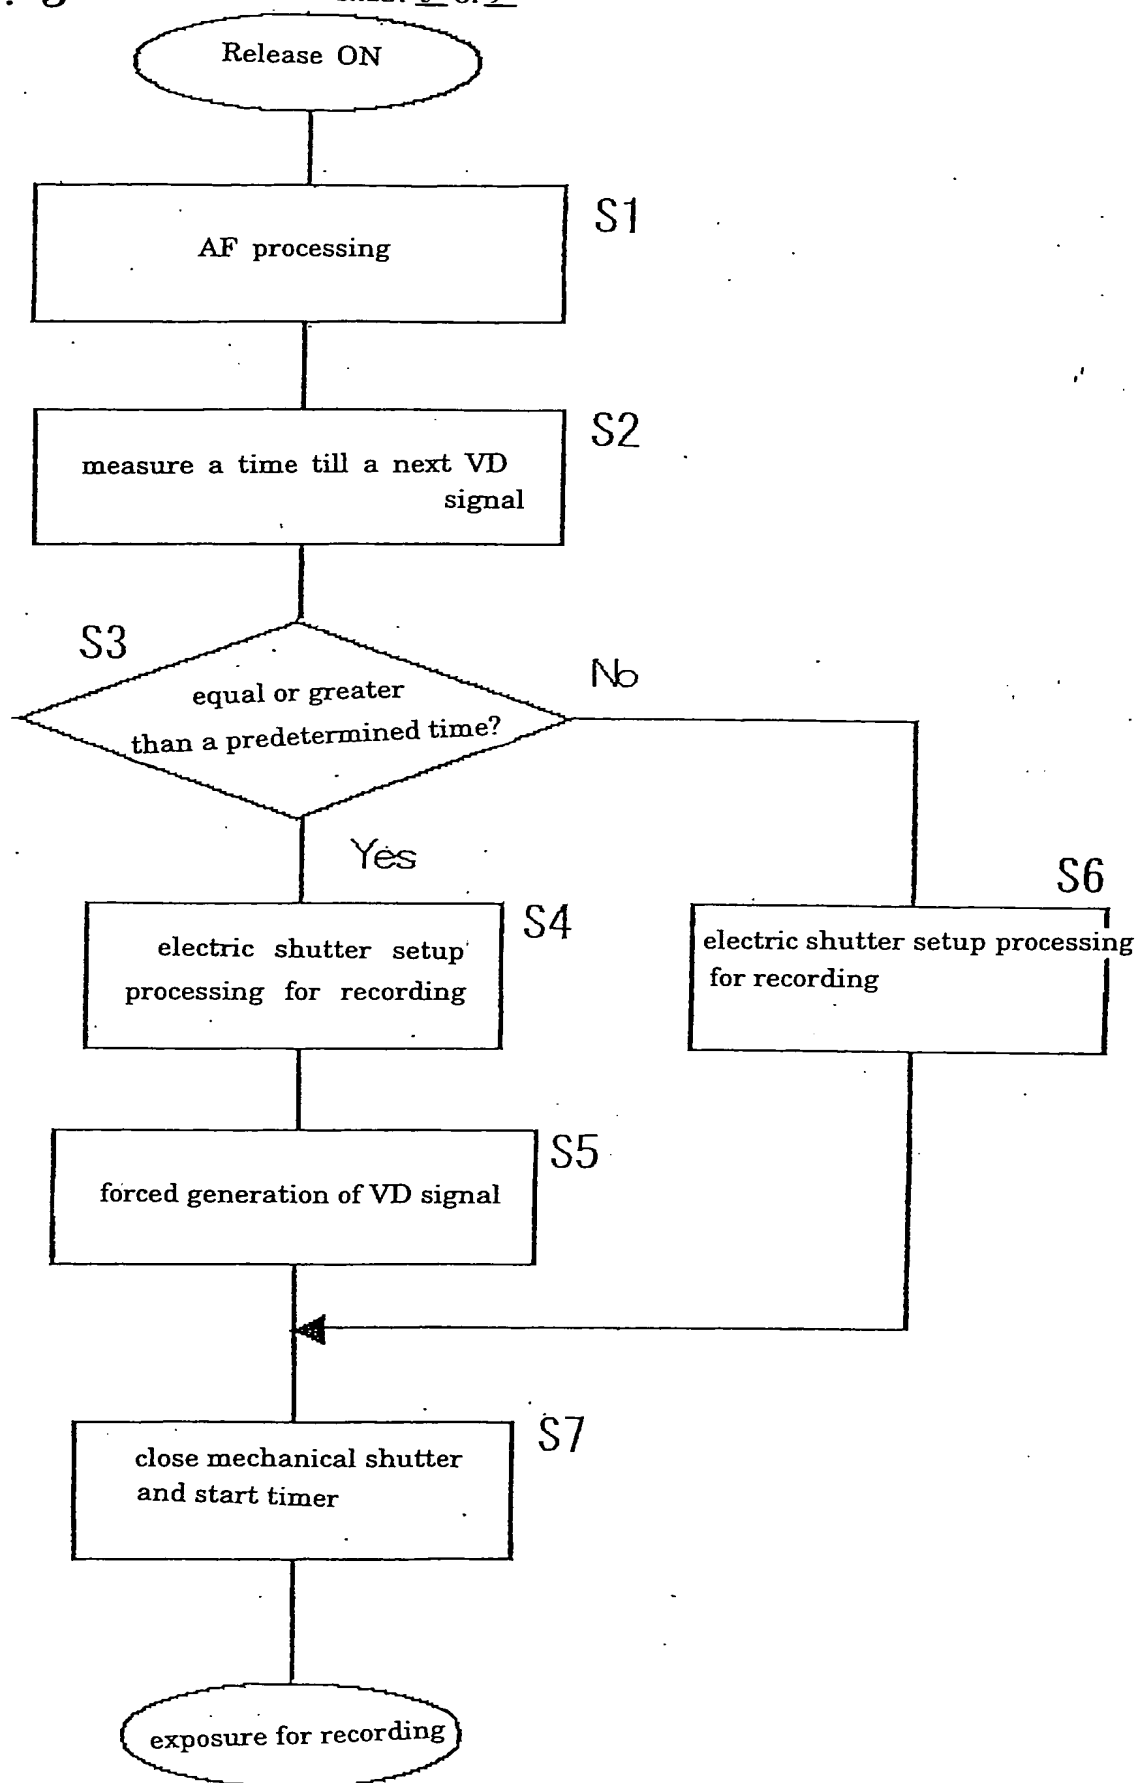 Release ON
AF processing
S1
measure a time till a next VD
signal
S2
S3
equal or greater
than a predetermined time?
No
Yes
electric shutter setup
processing for recording
S4
S6
electric shutter setup processing
for recording
forced generation of VD signal
S5
close mechanical shutter
and start timer
S7
exposure for recording